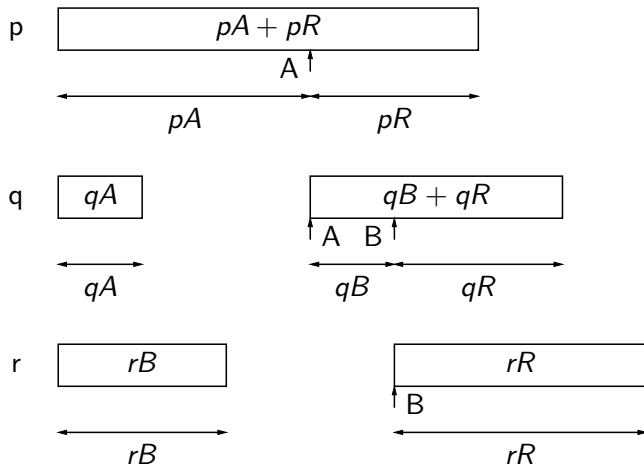 p pA + pR
A
pA pR
q qA qB + qR
A B
qA qB qR
r rB rR
B
rB rR